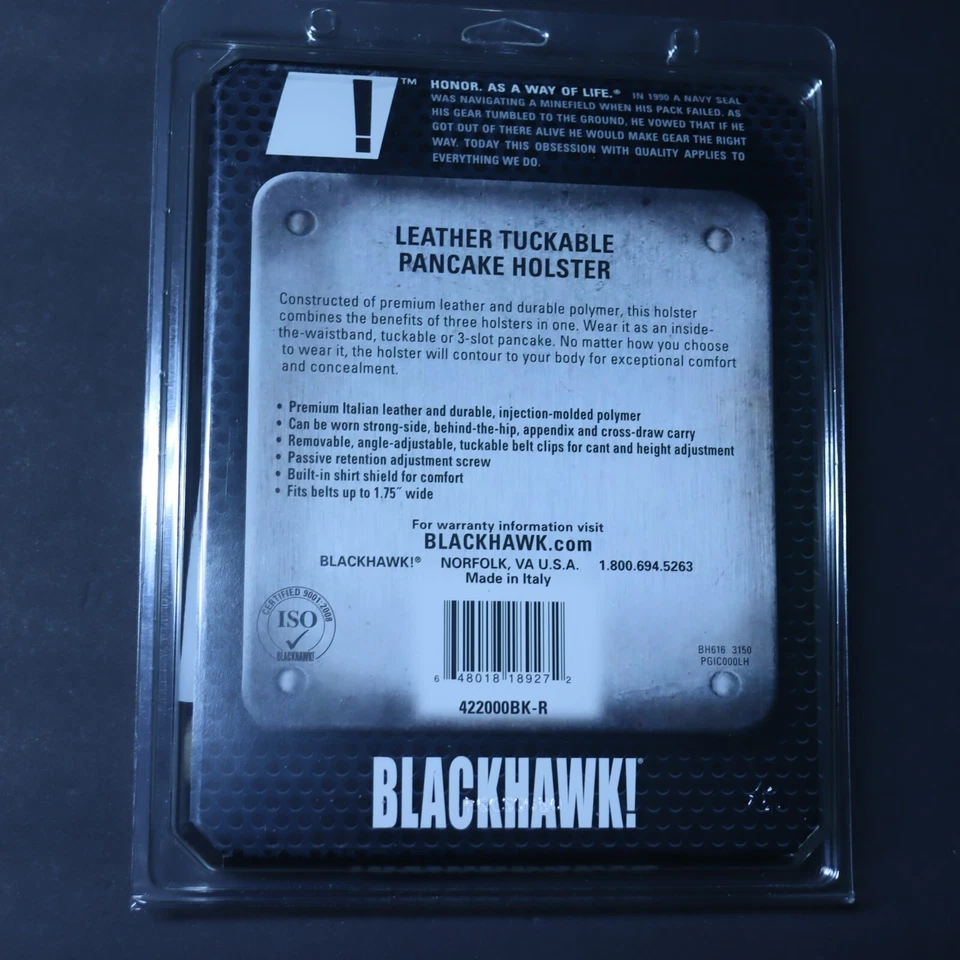 ! ™
HONOR. AS A WAY OF LIFE.® IN 1990 A NAVY SEAL
WAS NAVIGATING A MINEFIELD WHEN HIS PACK FAILED. AS
HIS GEAR TUMBLED TO THE GROUND, HE VOWED THAT IF HE
GOT OUT OF THERE ALIVE HE WOULD MAKE GEAR THE RIGHT
WAY. TODAY THIS OBSESSION WITH QUALITY APPLIES TO
EVERYTHING WE DO.
LEATHER TUCKABLE
PANCAKE HOLSTER
Constructed of premium leather and durable polymer, this holster
combines the benefits of three holsters in one. Wear it as an inside-
the-waistband, tuckable or 3-slot pancake. No matter how you choose
to wear it, the holster will contour to your body for exceptional comfort
and concealment.
• Premium Italian leather and durable, injection-molded polymer
• Can be worn strong-side, behind-the-hip, appendix and cross-draw carry
• Removable, angle-adjustable, tuckable belt clips for cant and height adjustment
• Passive retention adjustment screw
• Built-in shirt shield for comfort
• Fits belts up to 1.75˝ wide
For warranty information visit
BLACKHAWK.com
BLACKHAWK!® NORFOLK, VA U.S.A. 1.800.694.5263
Made in Italy
CERTIFIED 9001:2008
ISO
BLACKHAWK!
BH616 3150
PGIC000LH
6 48018 18927 2
422000BK-R
BLACKHAWK!®